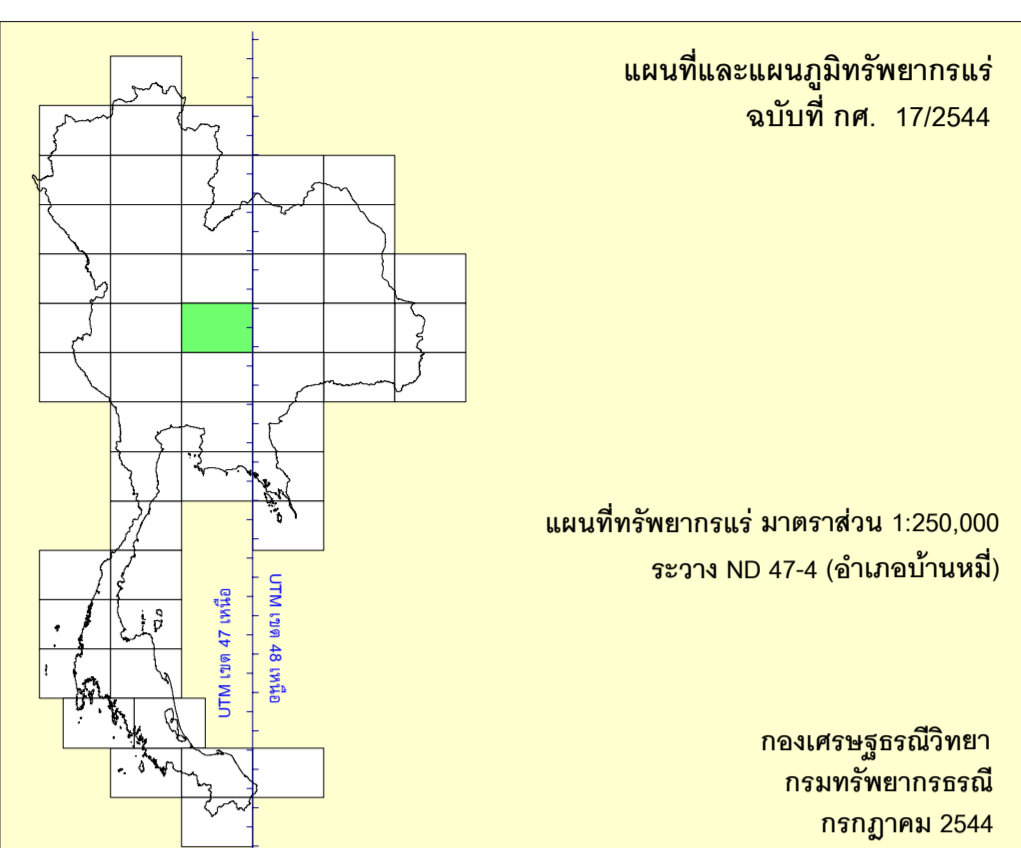 แผนที่และแผนภูมิทรัพยากรแร่
ฉบับที่ กศ. 17/2544
แผนที่ทรัพยากรแร่ มาตราส่วน 1:250,000
ระวาง ND 47-4 (อำเภอบ้านหมี่)
UTM เขต 47 เหนือ
UTM เขต 48 เหนือ
กองเศรษฐธรณีวิทยา
กรมทรัพยากรธรณี
กรกฎาคม 2544